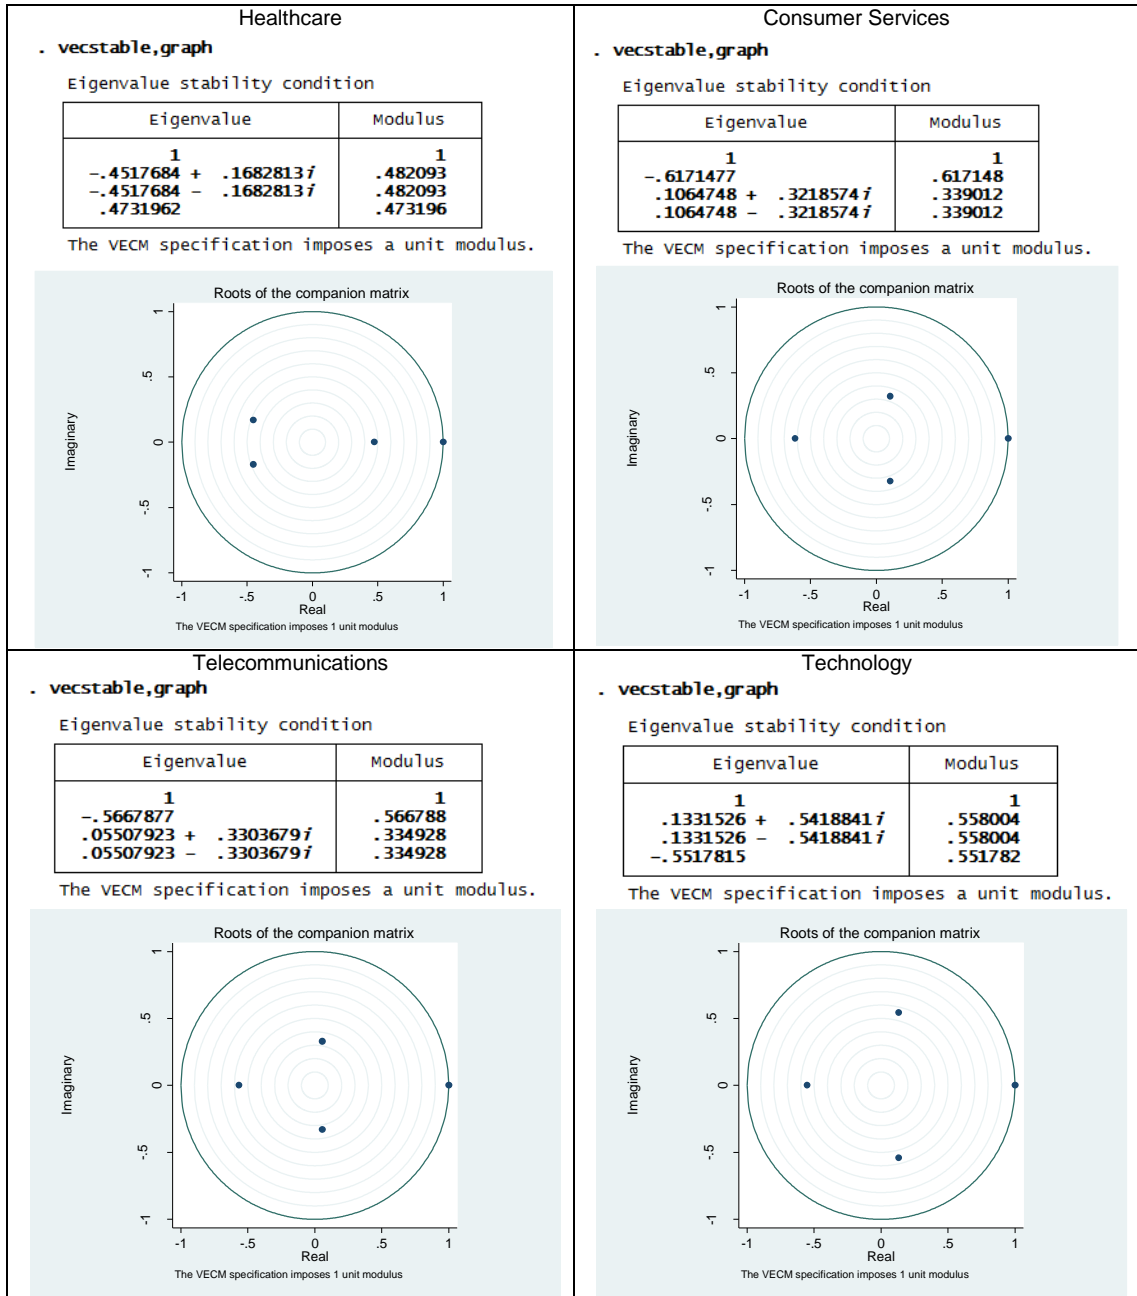 Healthcare
. vecstable,graph
Eigenvalue stability condition
Eigenvalue Modulus
1 1
-.4517684 + .1682813i .482093
-.4517684 - .1682813i .482093
.4731962 .473196
The VECM specification imposes a unit modulus.
Roots of the companion matrix
Imaginary
1
.5
0
-.5
-1
-1 -.5 0 .5 1
Real
The VECM specification imposes 1 unit modulus
Consumer Services
. vecstable,graph
Eigenvalue stability condition
Eigenvalue Modulus
1 1
-.6171477 .617148
.1064748 + .3218574i .339012
.1064748 - .3218574i .339012
The VECM specification imposes a unit modulus.
Roots of the companion matrix
Imaginary
1
.5
0
-.5
-1
-1 -.5 0 .5 1
Real
The VECM specification imposes 1 unit modulus
Telecommunications
. vecstable,graph
Eigenvalue stability condition
Eigenvalue Modulus
1 1
-.5667877 .566788
.05507923 + .3303679i .334928
.05507923 - .3303679i .334928
The VECM specification imposes a unit modulus.
Roots of the companion matrix
Imaginary
1
.5
0
-.5
-1
-1 -.5 0 .5 1
Real
The VECM specification imposes 1 unit modulus
Technology
. vecstable,graph
Eigenvalue stability condition
Eigenvalue Modulus
1 1
.1331526 + .5418841i .558004
.1331526 - .5418841i .558004
-.5517815 .551782
The VECM specification imposes a unit modulus.
Roots of the companion matrix
Imaginary
1
.5
0
-.5
-1
-1 -.5 0 .5 1
Real
The VECM specification imposes 1 unit modulus